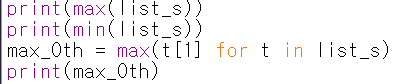 print(max(list_s))
print(min(list_s))
max_0th = max(t[1] for t in list_s)
print(max_0th)